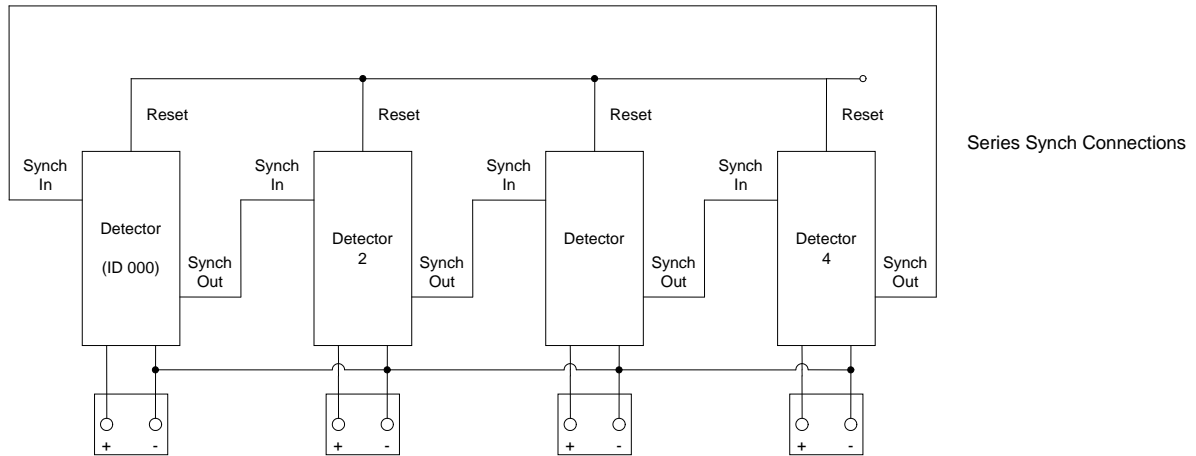 Reset
Reset
Reset
Reset
Series Synch Connections
Synch
In
Synch
In
Synch
In
Synch
In
Detector
(ID 000)
Detector
2
Detector
Detector
4
Synch
Out
Synch
Out
Synch
Out
Synch
Out
+ -
+ -
+ -
+ -